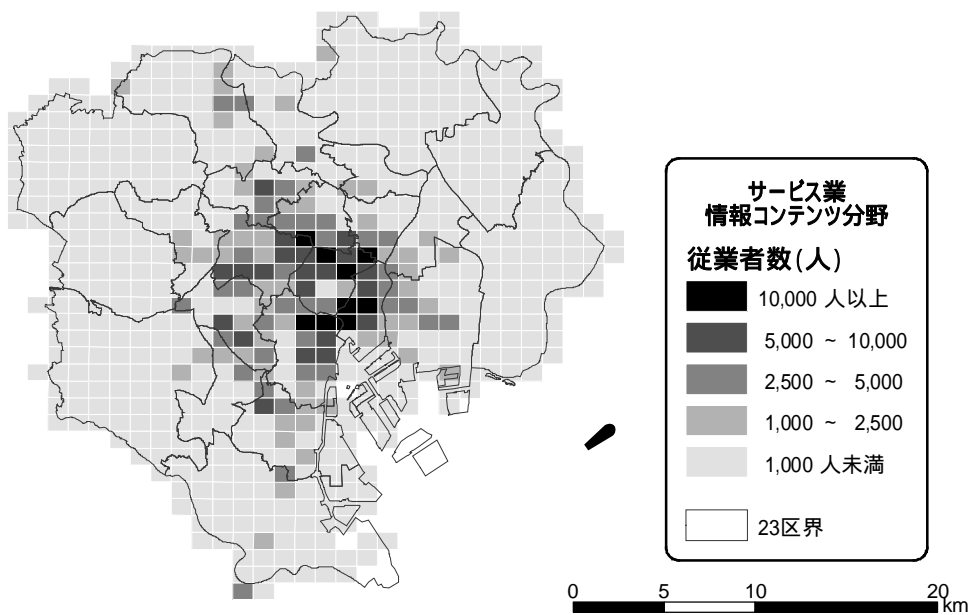 サービス業
情報コンテンツ分野
従業者数(人)
10,000 人以上
5,000 ~ 10,000
2,500 ~ 5,000
1,000 ~ 2,500
1,000 人未満
23区界
0 5 10 20
km